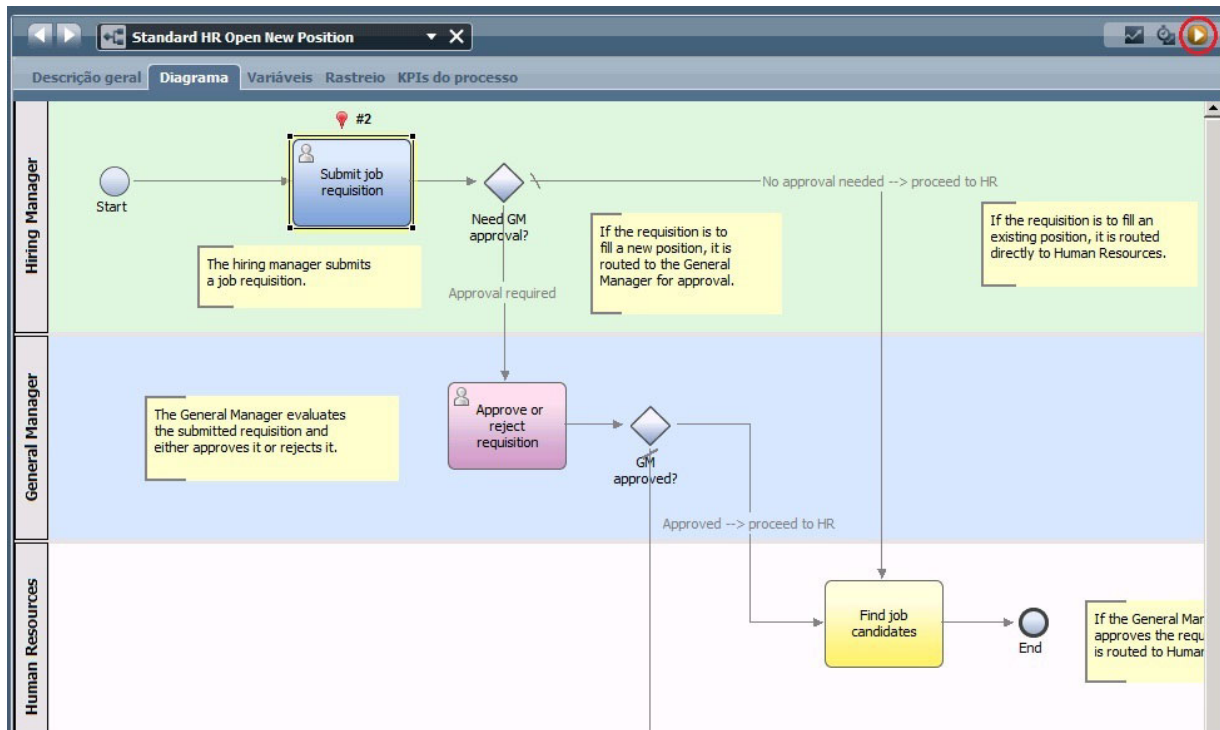 Standard HR Open New Position
Descrição geral
Diagrama
Variáveis
Rastreio
KPIs do processo
Hiring Manager
#2
Start
Submit job
requisition
Need GM
approval?
No approval needed --> proceed to HR
The hiring manager submits
a job requisition.
Approval required
If the requisition is to
fill a new position, it is
routed to the General
Manager for approval.
If the requisition is to fill an
existing position, it is routed
directly to Human Resources.
General Manager
The General Manager evaluates
the submitted requisition and
either approves it or rejects it.
Approve or
reject
requisition
GM
approved?
Approved --> proceed to HR
Human Resources
Find job
candidates
End
If the General Mar
approves the requ
is routed to Humar